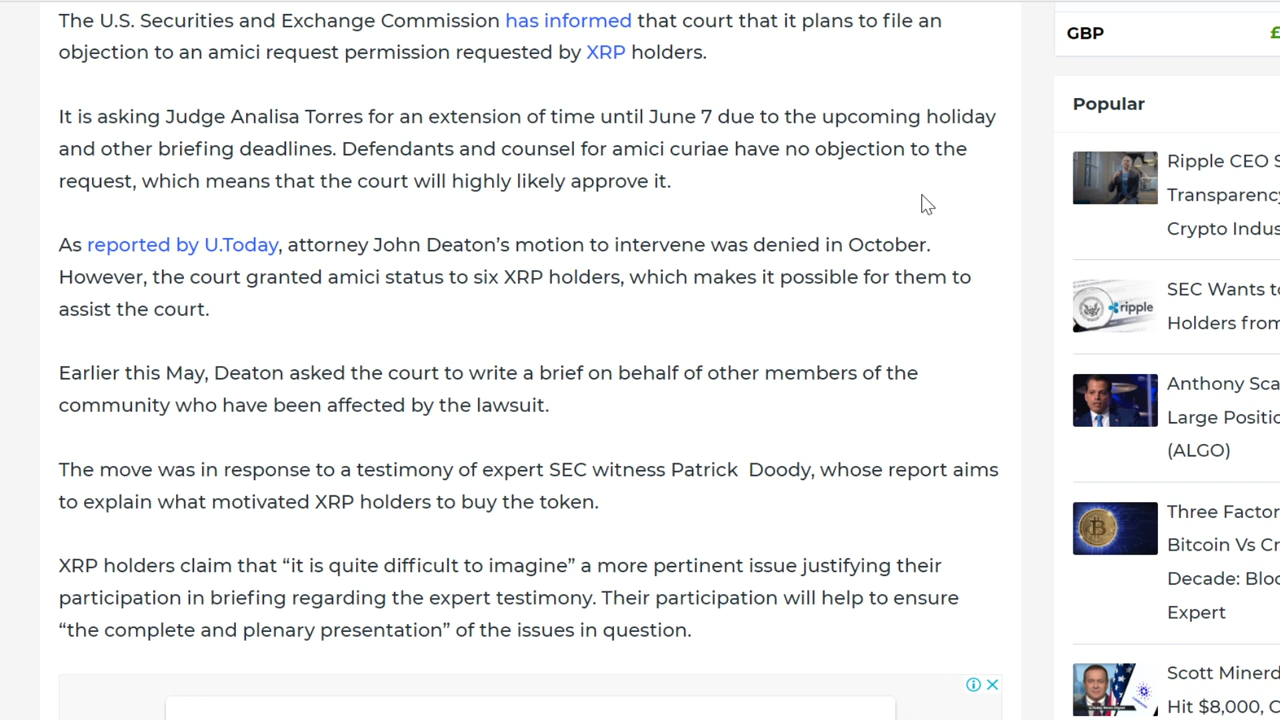 The U.S. Securities and Exchange Commission has informed that court that it plans to file an
objection to an amici request permission requested by XRP holders.
It is asking Judge Analisa Torres for an extension of time until June 7 due to the upcoming holiday
and other briefing deadlines. Defendants and counsel for amici curiae have no objection to the
request, which means that the court will highly likely approve it.
As reported by U.Today, attorney John Deaton’s motion to intervene was denied in October.
However, the court granted amici status to six XRP holders, which makes it possible for them to
assist the court.
Earlier this May, Deaton asked the court to write a brief on behalf of other members of the
community who have been affected by the lawsuit.
The move was in response to a testimony of expert SEC witness Patrick  Doody, whose report aims
to explain what motivated XRP holders to buy the token.
XRP holders claim that “it is quite difficult to imagine” a more pertinent issue justifying their
participation in briefing regarding the expert testimony. Their participation will help to ensure
“the complete and plenary presentation” of the issues in question.
GBP £
Popular
Ripple CEO S
Transparency
Crypto Indus
ripple
SEC Wants to
Holders from
Anthony Sca
Large Positio
(ALGO)
Three Factor
Bitcoin Vs Cr
Decade: Bloo
Expert
Scott Minerd
Hit $8,000, C